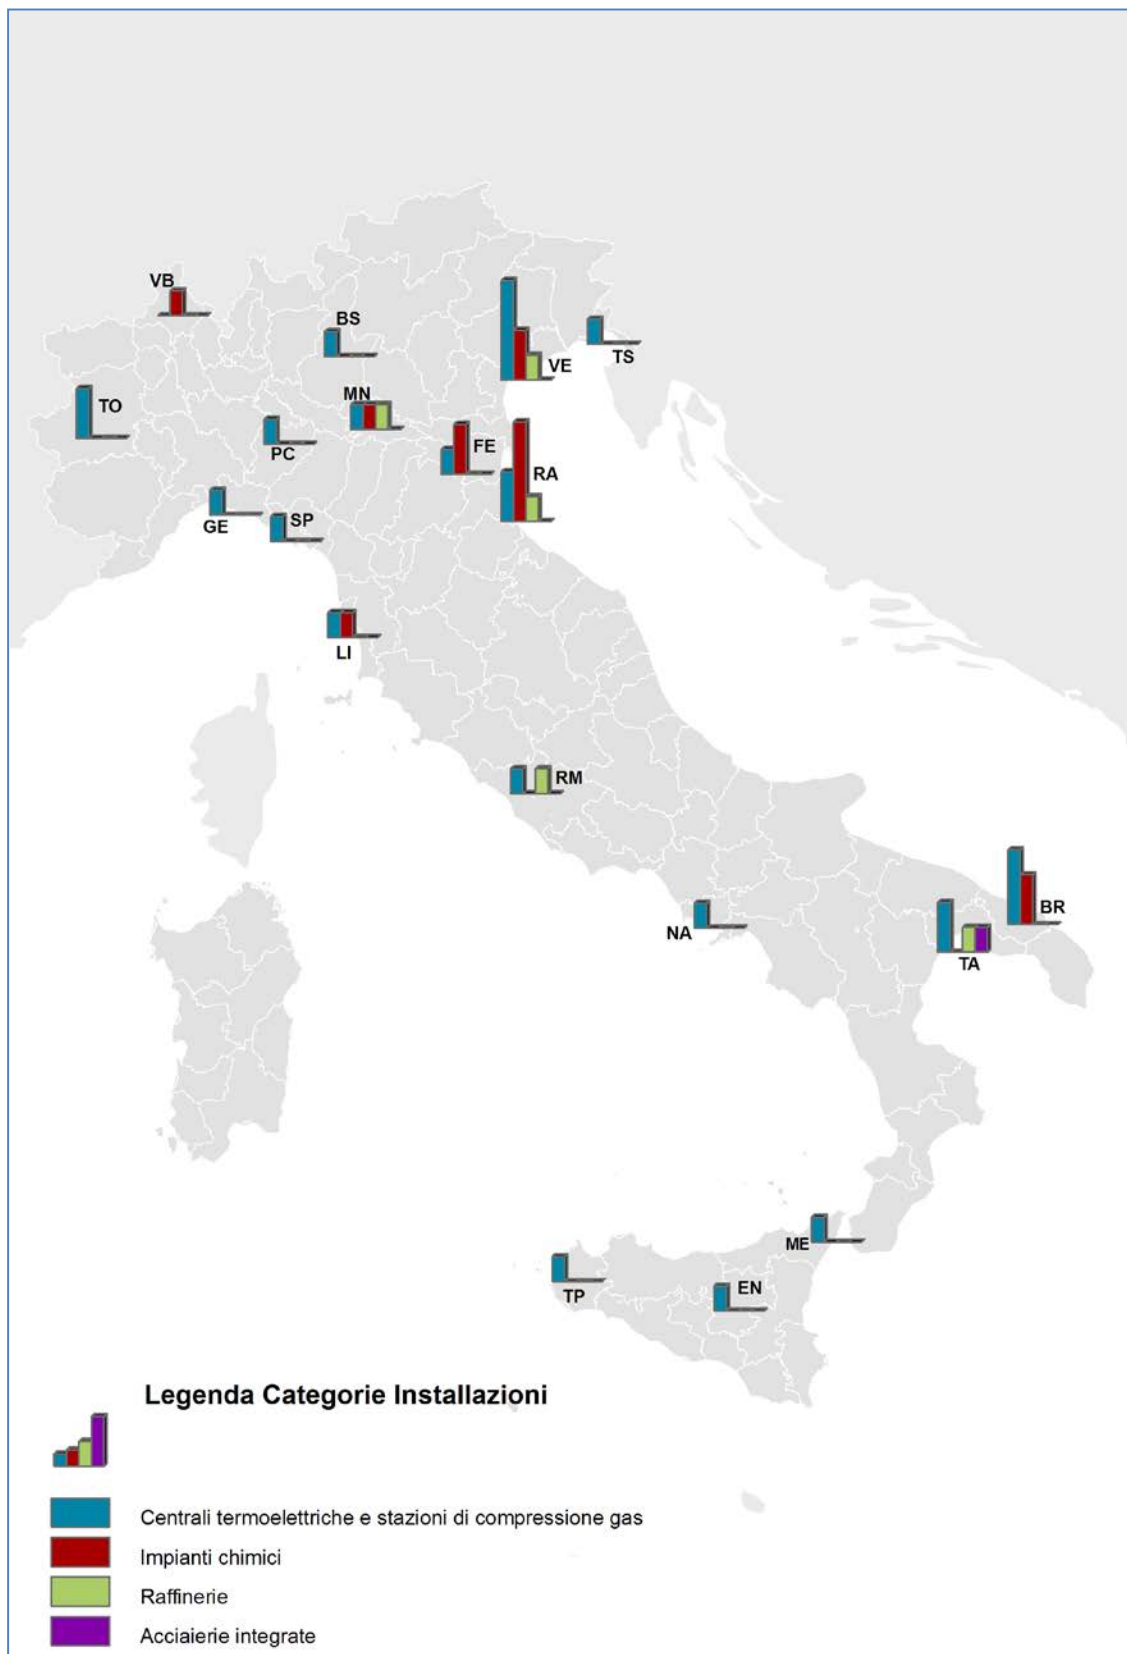 VB
BS
VE
TS
MN
TO
FE
PC
RA
SP
GE
LI
RM
BR
NA
TA
ME
EN
TP
Legenda Categorie Installazioni
Centrali termoelettriche e stazioni di compressione gas
Impianti chimici
Raffinerie
Acciaierie integrate